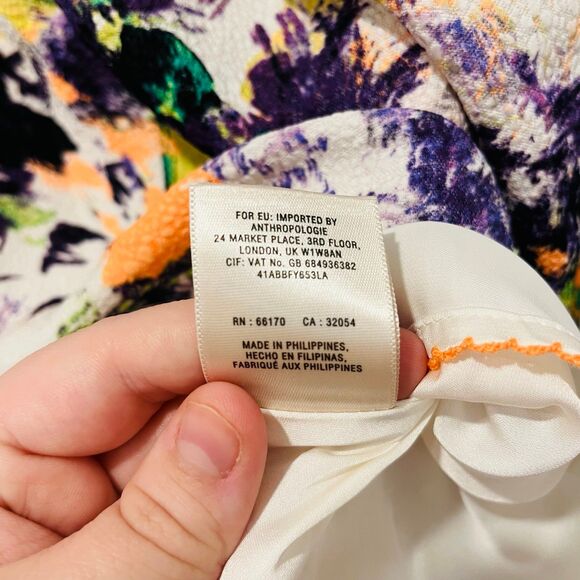 FOR EU: IMPORTED BY
ANTHROPOLOGIE
24 MARKET PLACE, 3RD FLOOR,
LONDON, UK W1W8AN
CIF: VAT No. GB 684936382
41ABBFY653LA
RN : 66170 CA : 32054
MADE IN PHILIPPINES,
HECHO EN FILIPINAS,
FABRIQUÉ AUX PHILIPPINES